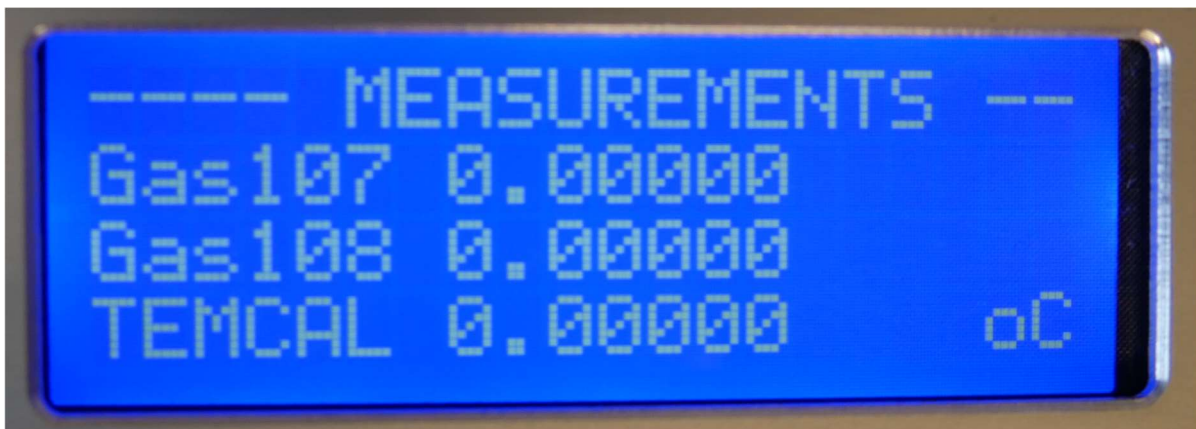 ---- MEASUREMENTS --
Gas107 0.00000
Gas108 0.00000
TEMCAL 0.00000 oC